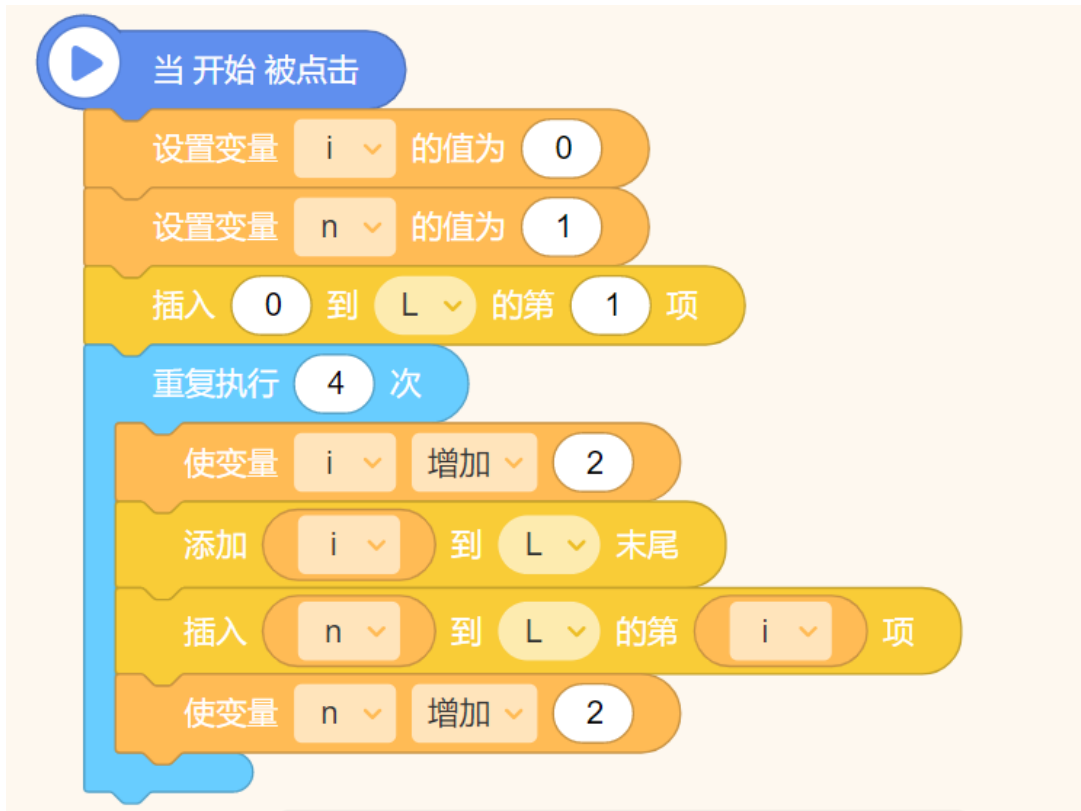 当 开始 被点击
设置变量 i 的值为 0
设置变量 n 的值为 1
插入 0 到 L 的第 1 项
重复执行 4 次
使变量 i 增加 2
添加 i 到 L 末尾
插入 n 到 L 的第 i 项
使变量 n 增加 2